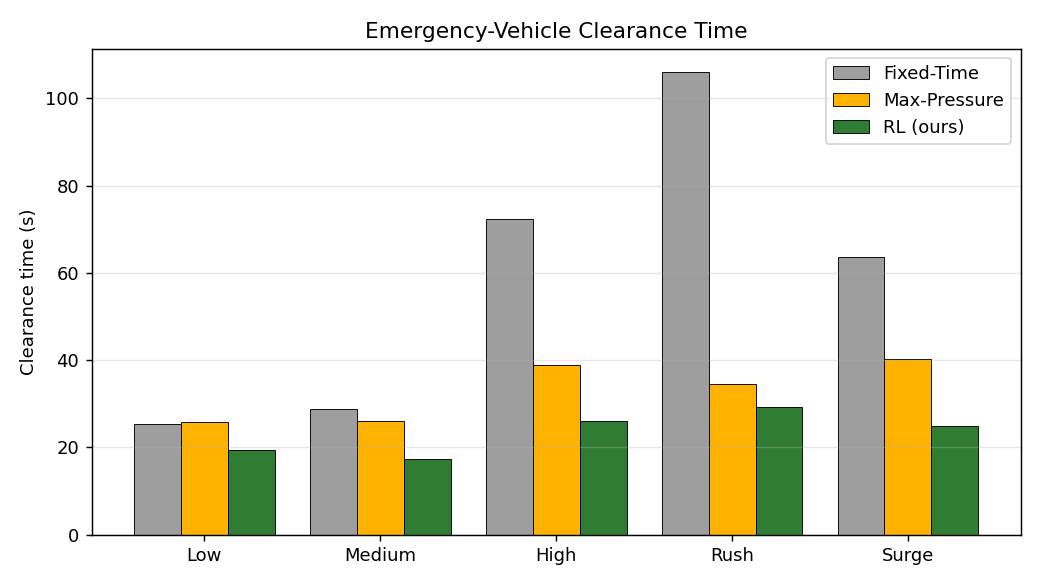 Emergency-Vehicle Clearance Time
Fixed-Time
Max-Pressure
RL (ours)
Clearance time (s)
100
80
60
40
20
0
Low
Medium
High
Rush
Surge